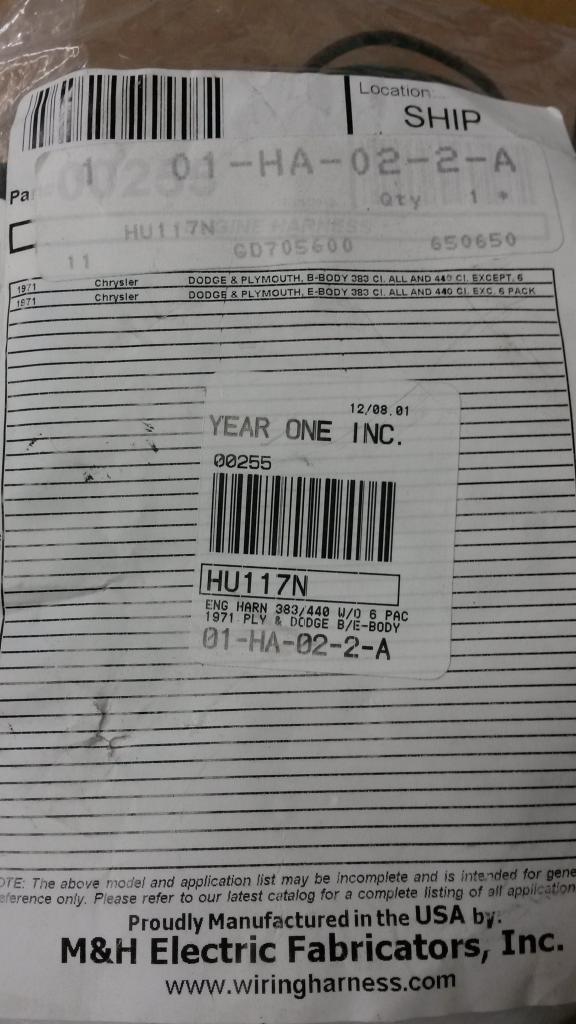 Location:
SHIP
1 01-HA-02-2-A
Pa
Qty 1 *
HU117N
ENGINE HARNESS
11 GD705600 650650
1971 Chrysler DODGE & PLYMOUTH, B-BODY 383 CI. ALL AND 440 CI. EXCEPT. 6
1971 Chrysler DODGE & PLYMOUTH, E-BODY 383 CI. ALL AND 440 CI. EXC. 6 PACK
12/08.01
YEAR ONE INC.
00255
HU117N
ENG HARN 383/440 W/O 6 PAC
1971 PLY & DODGE B/E-BODY
01-HA-02-2-A
OTE: The above model and application list may be incomplete and is intended for gene
eference only. Please refer to our latest catalog for a complete listing of all application
Proudly Manufactured in the USA by:
M&H Electric Fabricators, Inc.
www.wiringharness.com